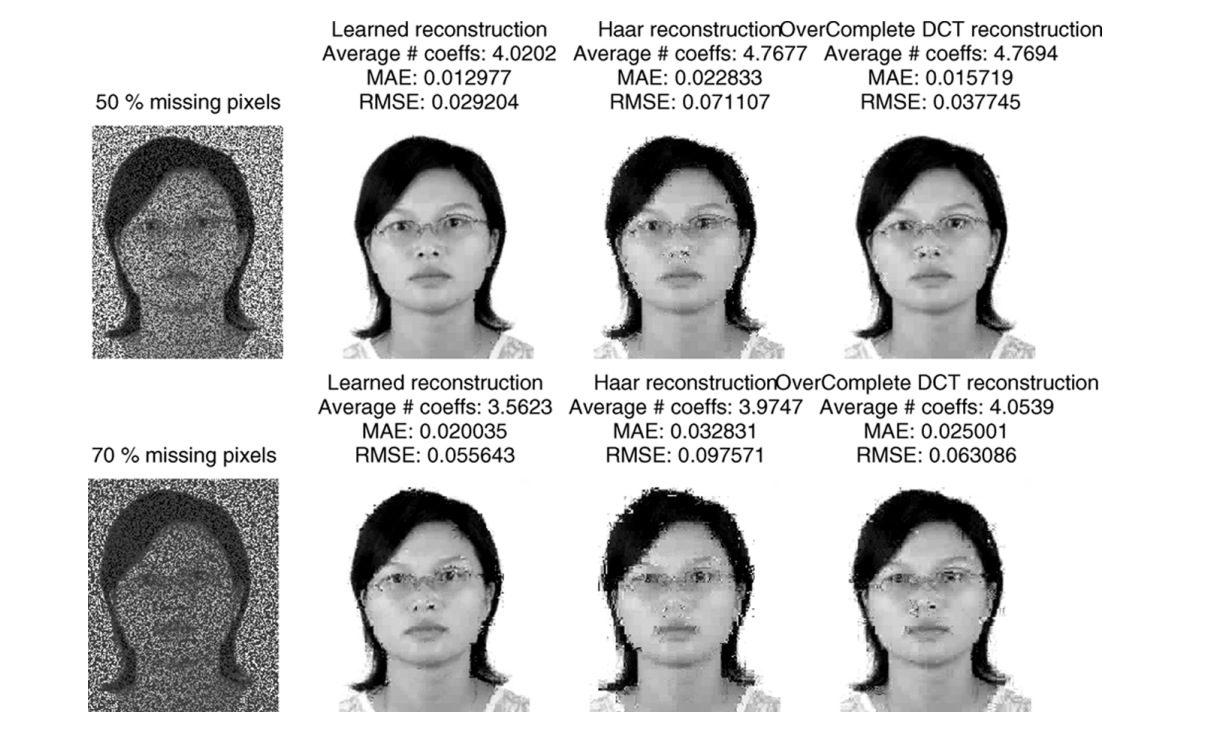 Learned reconstruction
Average # coeffs: 4.0202
MAE: 0.012977
RMSE: 0.029204
Haar reconstruction
Average # coeffs: 4.7677
MAE: 0.022833
RMSE: 0.071107
OverComplete DCT reconstruction
Average # coeffs: 4.7694
MAE: 0.015719
RMSE: 0.037745
50 % missing pixels
Learned reconstruction
Average # coeffs: 3.5623
MAE: 0.020035
RMSE: 0.055643
Haar reconstruction
Average # coeffs: 3.9747
MAE: 0.032831
RMSE: 0.097571
OverComplete DCT reconstruction
Average # coeffs: 4.0539
MAE: 0.025001
RMSE: 0.063086
70 % missing pixels